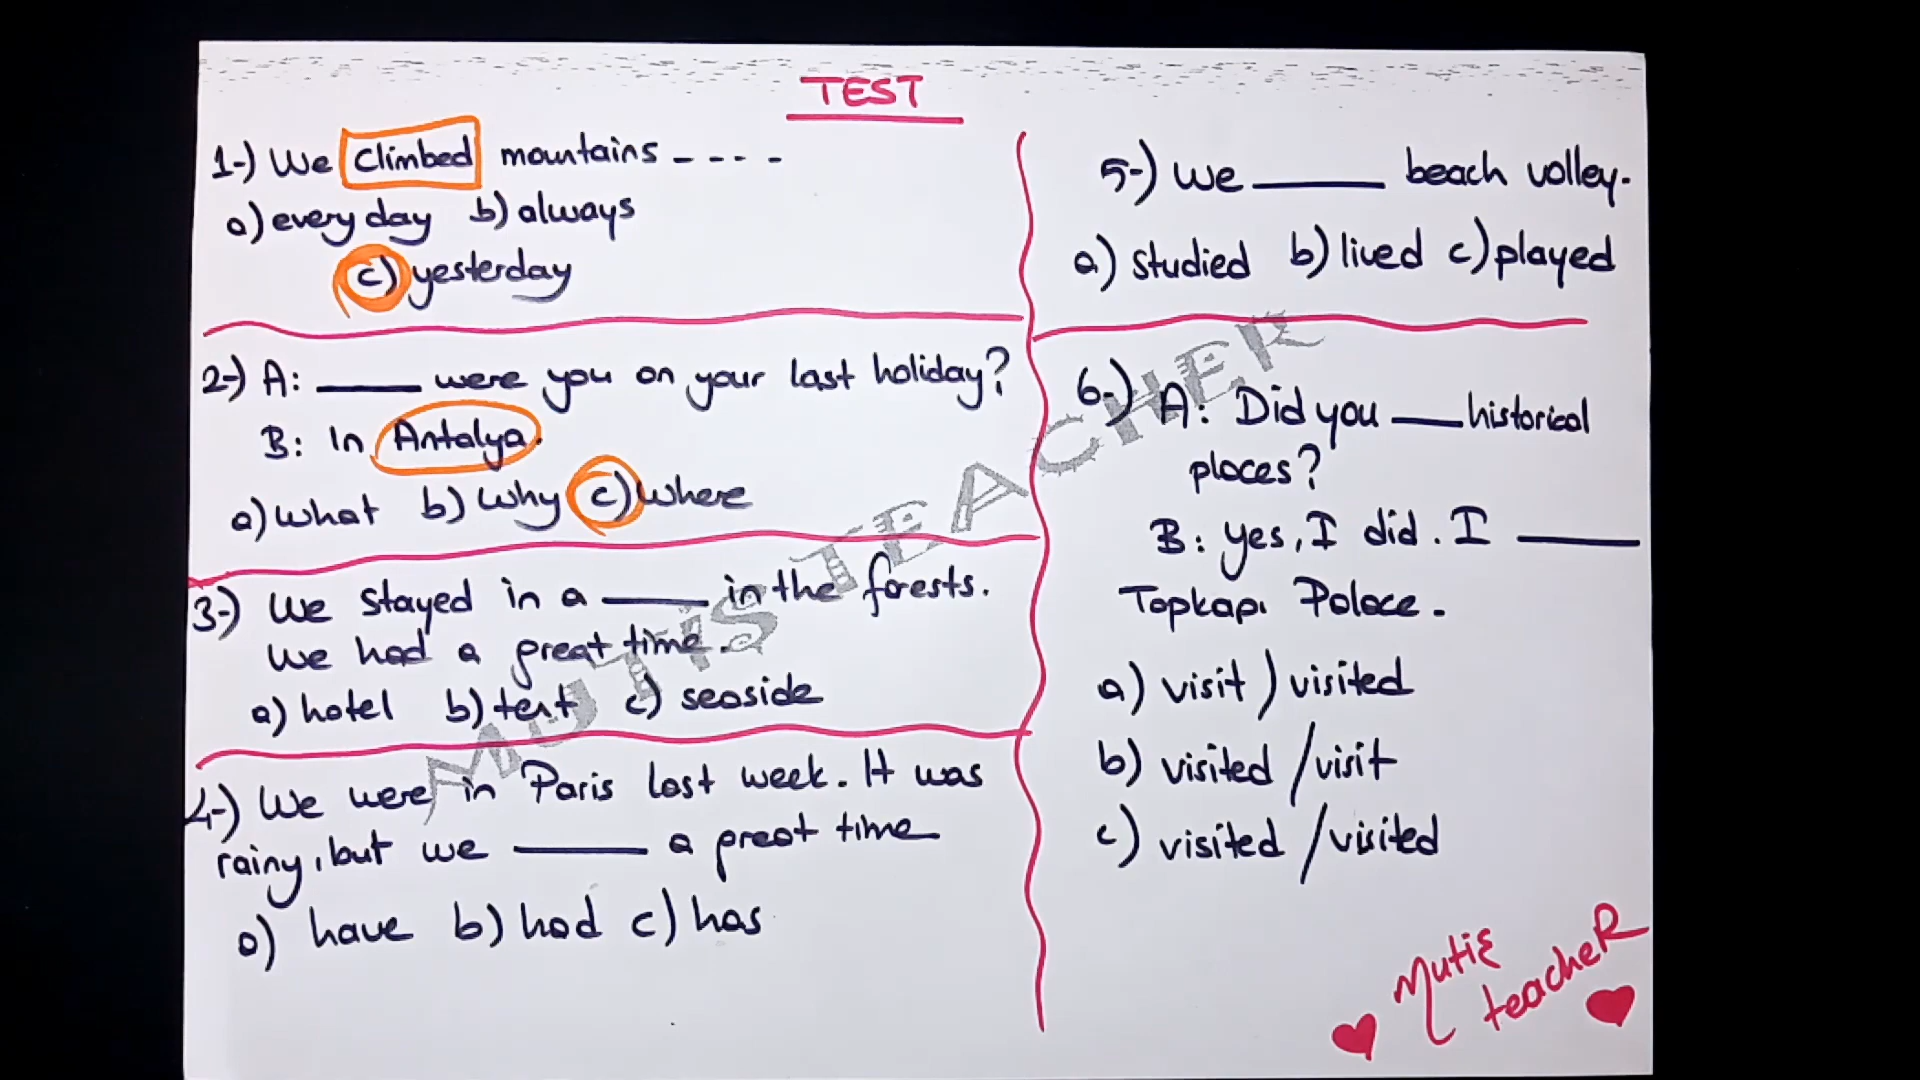 TEST
1-) We Climbed mountains ----
a) every day b) always
c) yesterday
2-) A: ____ were you on your last holiday?
B: In Antalya.
a) what b) why c) where
3-) We stayed in a ____ in the forests.
We had a great time.
a) hotel b) tent c) seaside
4-) We were in Paris last week. It was
rainy, but we ____ a great time
a) have b) had c) has
5-) We ____ beach volley.
a) studied b) lived c) played
6-) A: Did you ____ historical
places?
B: yes, I did. I ____
Topkapı Palace.
a) visit / visited
b) visited / visit
c) visited / visited
Mutiş
teacheR
MUTİŞ TEACHER